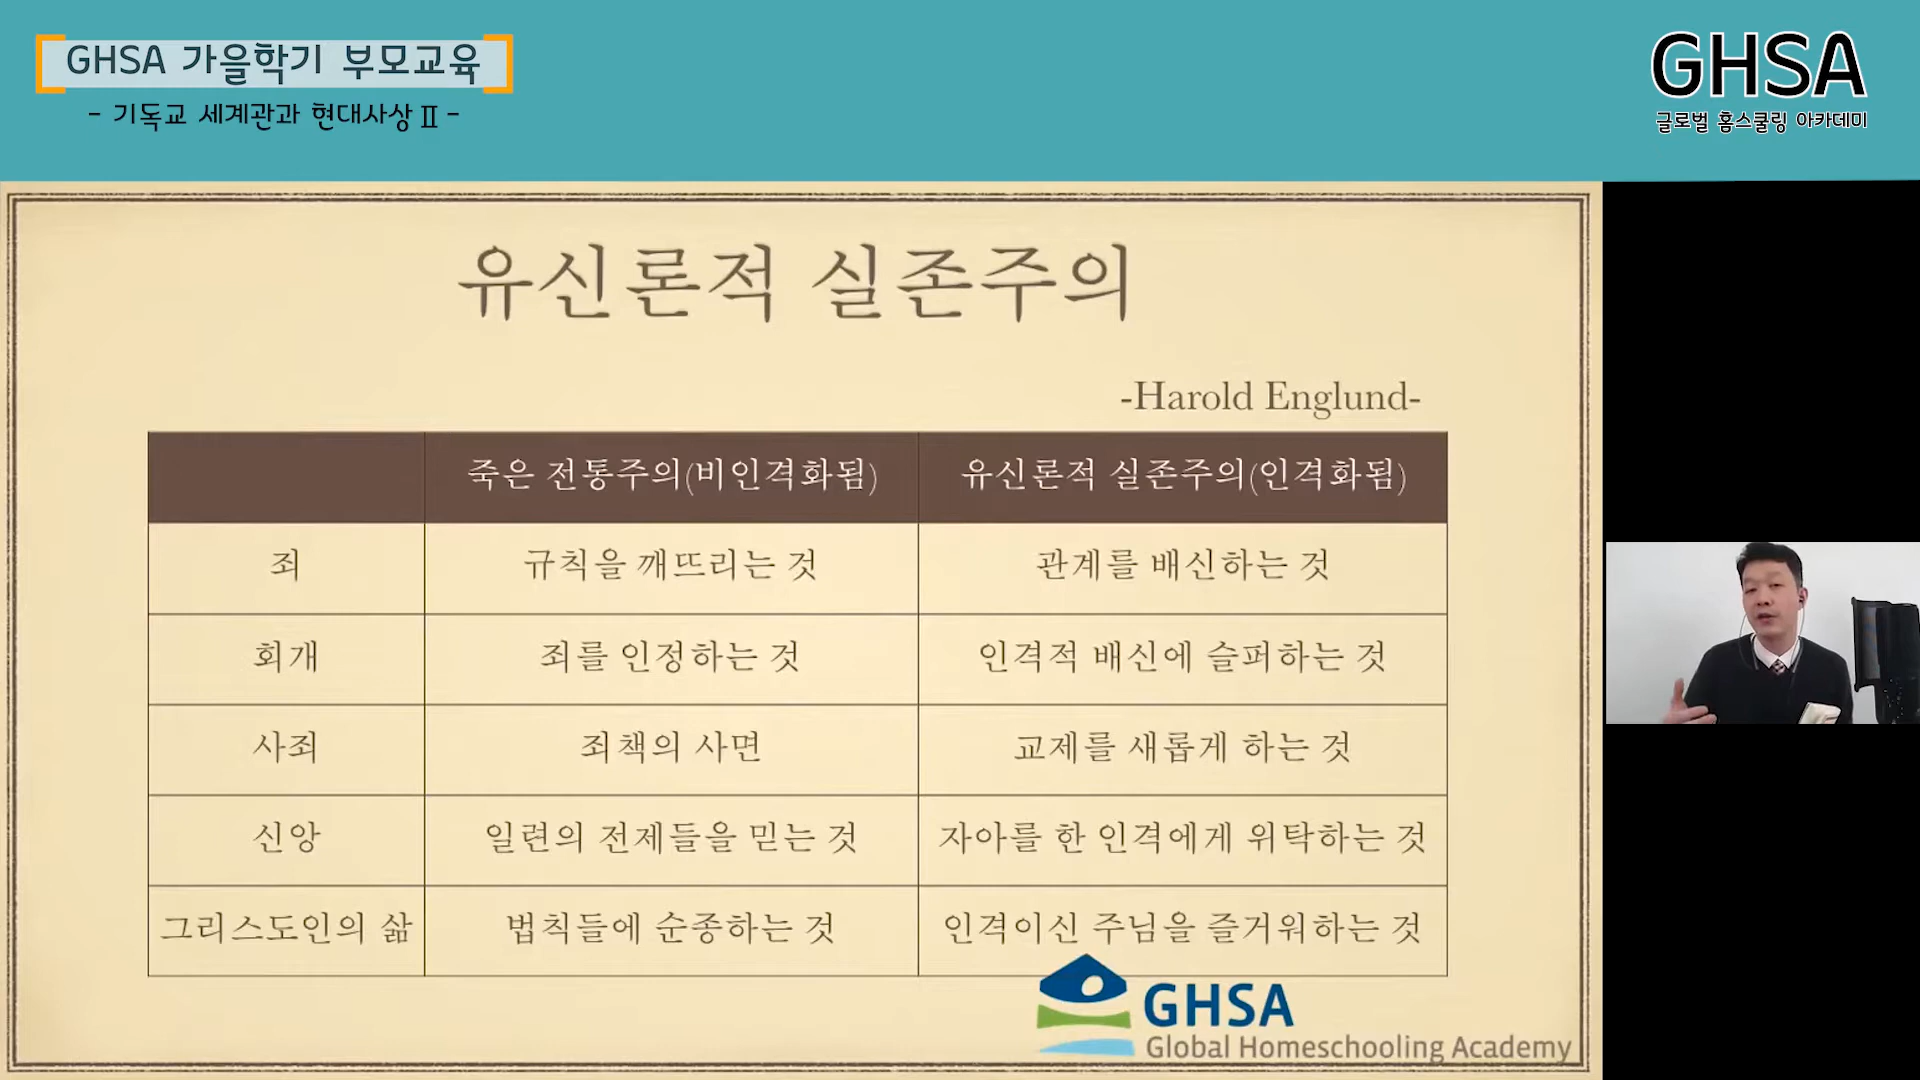 GHSA 가을학기 부모교육
- 기독교 세계관과 현대사상Ⅱ-
GHSA
글로벌 홈스쿨링 아카데미
유신론적 실존주의
-Harold Englund-
죽은 전통주의(비인격화됨) 유신론적 실존주의(인격화됨)
죄 규칙을 깨뜨리는 것 관계를 배신하는 것
회개 죄를 인정하는 것 인격적 배신에 슬퍼하는 것
사죄 죄책의 사면 교제를 새롭게 하는 것
신앙 일련의 전제들을 믿는 것 자아를 한 인격에게 위탁하는 것
그리스도인의 삶 법칙들에 순종하는 것 인격이신 주님을 즐거워하는 것
GHSA
Global Homeschooling Academy